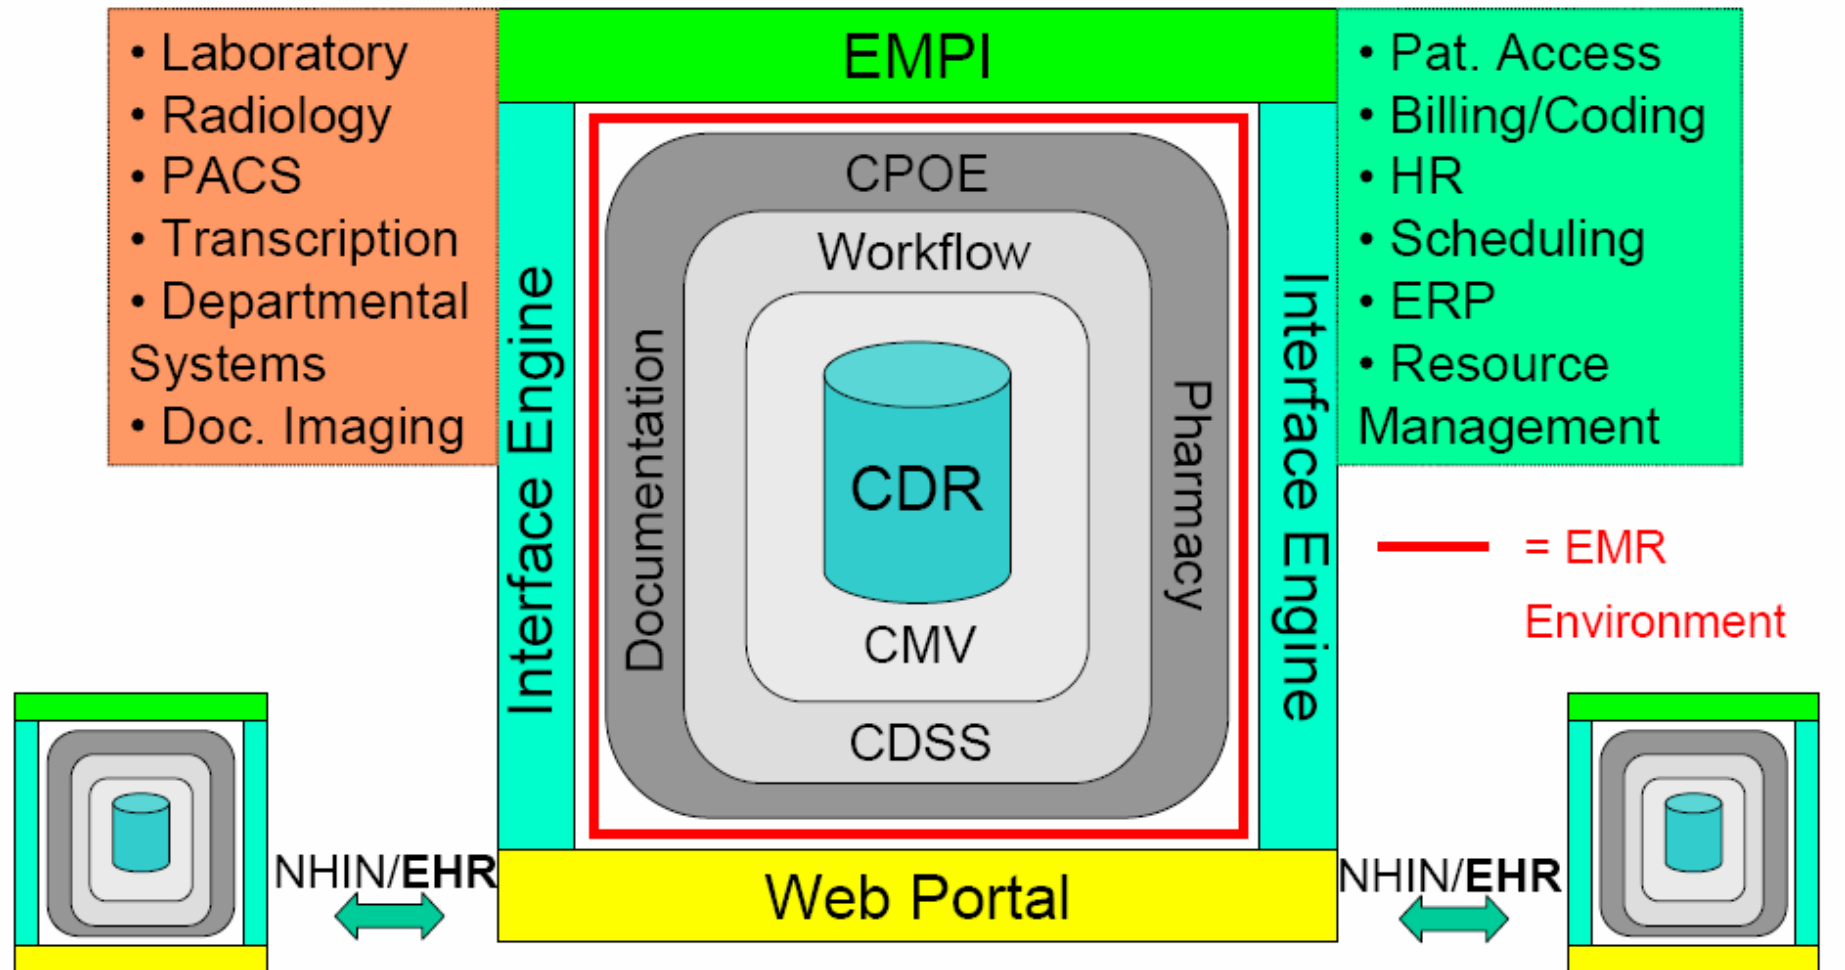 • Laboratory
• Radiology
• PACS
• Transcription
• Departmental
Systems
• Doc. Imaging
EMPI
• Pat. Access
• Billing/Coding
• HR
• Scheduling
• ERP
• Resource
Management
Interface Engine
CPOE
Workflow
Documentation
CDR
CMV
CDSS
Pharmacy
Interface Engine
= EMR
Environment
NHIN/EHR
Web Portal
NHIN/EHR